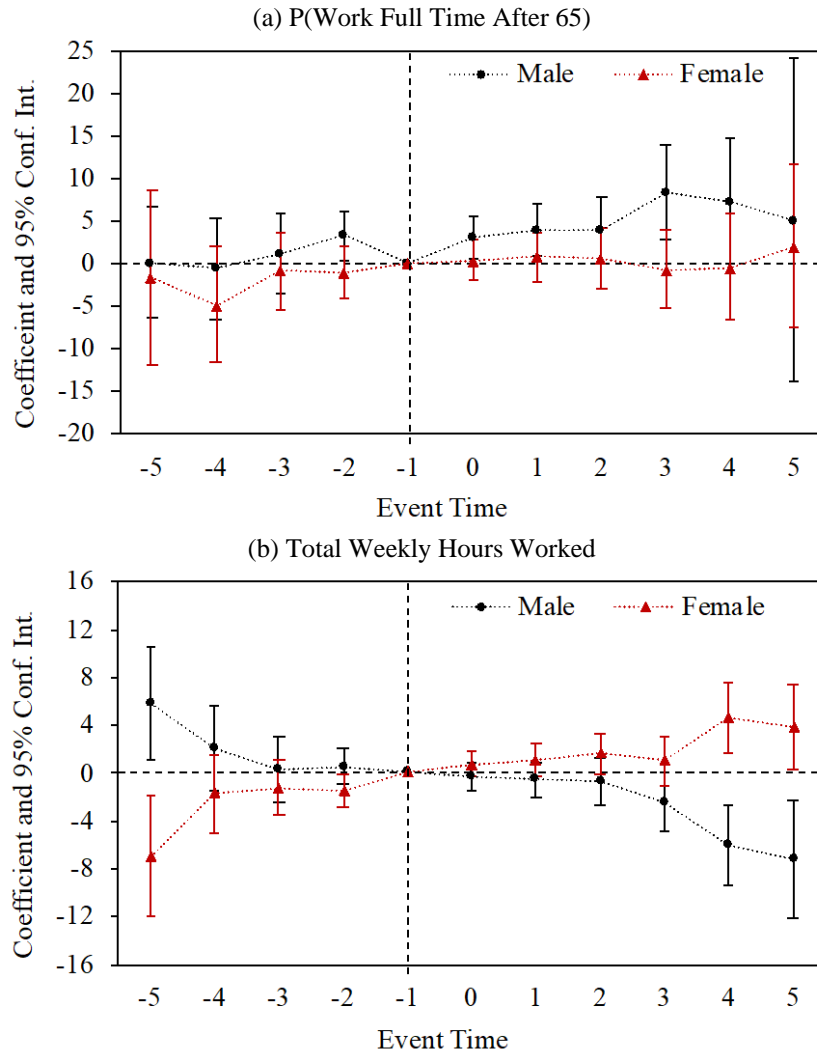 (a) P(Work Full Time After 65)
Coefficeint and 95% Conf. Int.
25
20
15
10
5
0
-5
-10
-15
-20
Male
Female
-5 -4 -3 -2 -1 0 1 2 3 4 5
Event Time
(b) Total Weekly Hours Worked
Coefficient and 95% Conf. Int.
16
12
8
4
0
-4
-8
-12
-16
Male
Female
-5 -4 -3 -2 -1 0 1 2 3 4 5
Event Time